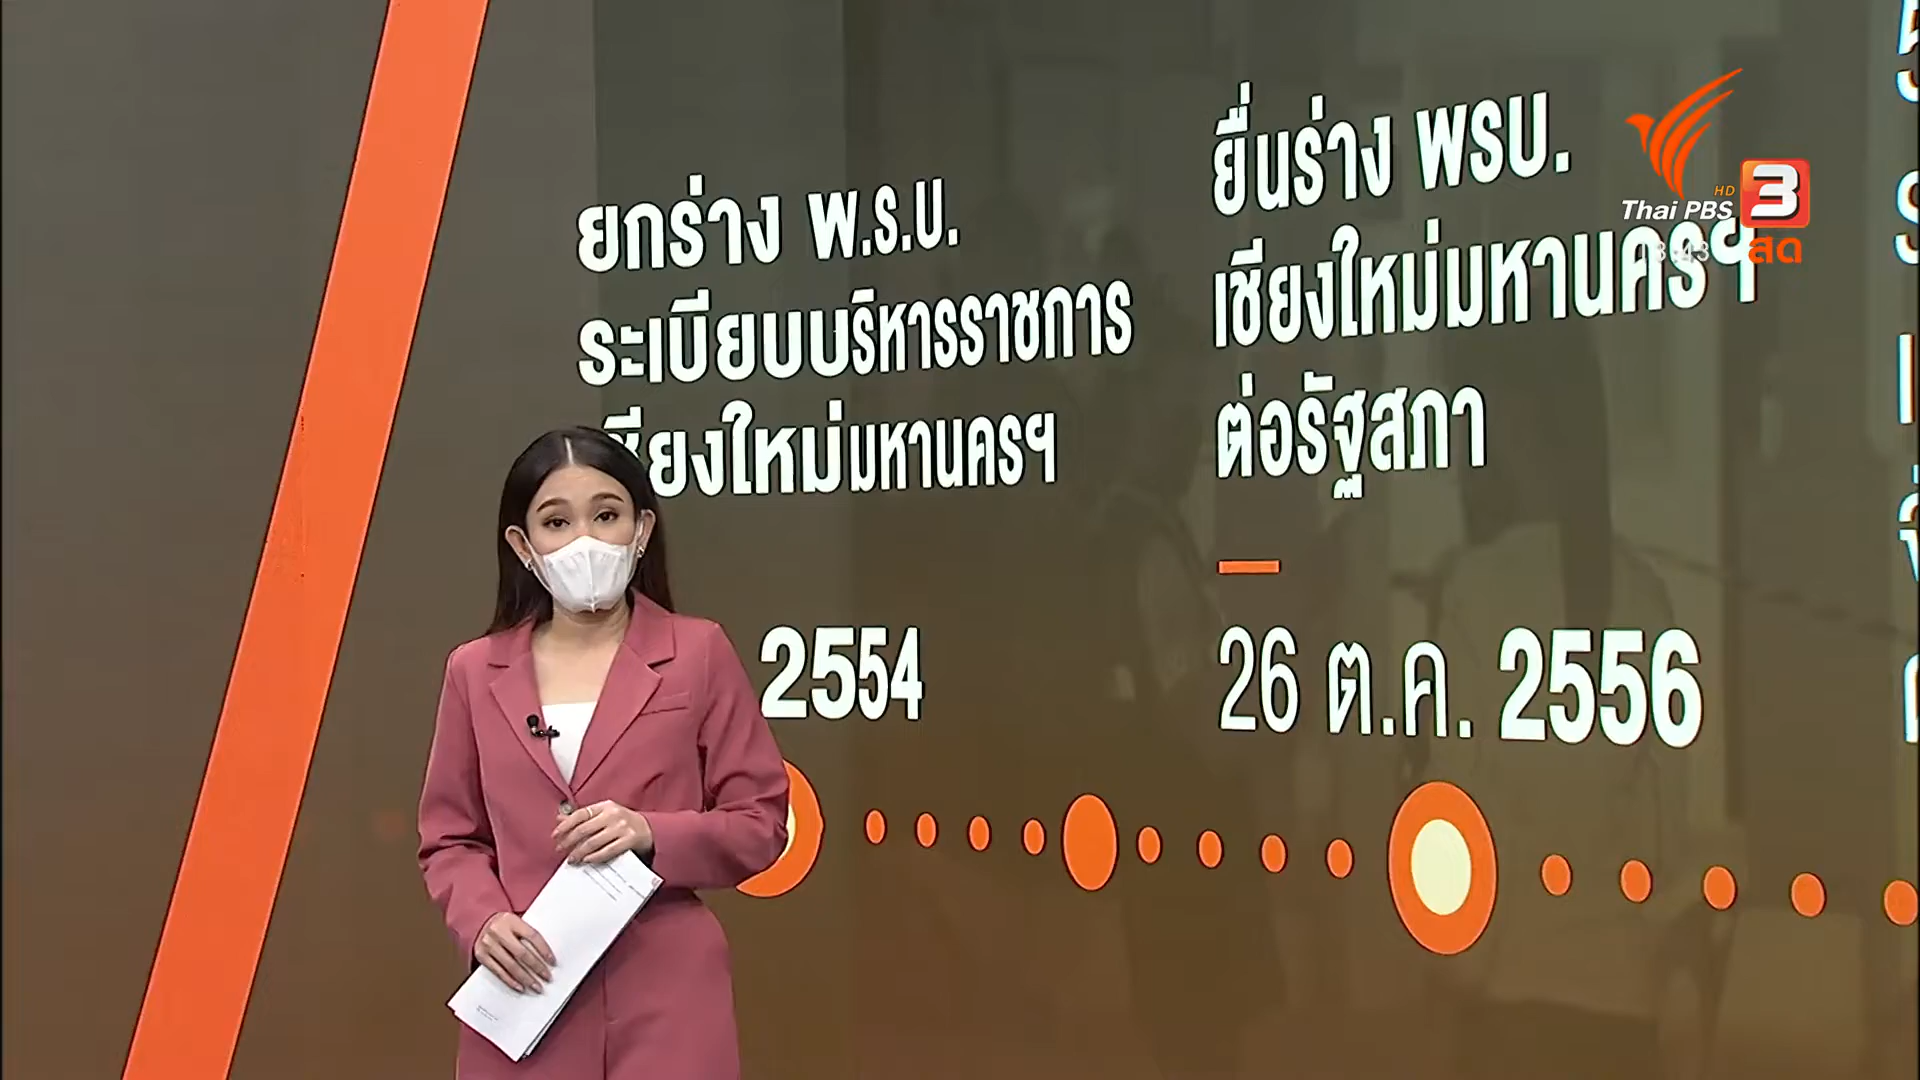 ยกร่าง พ.ร.บ.
ระเบียบบริหารราชการ
เชียงใหม่มหานครฯ
2554
ยื่นร่าง พรบ.
เชียงใหม่มหานครฯ
ต่อรัฐสภา
26 ต.ค. 2556
HD
Thai PBS 3
สด